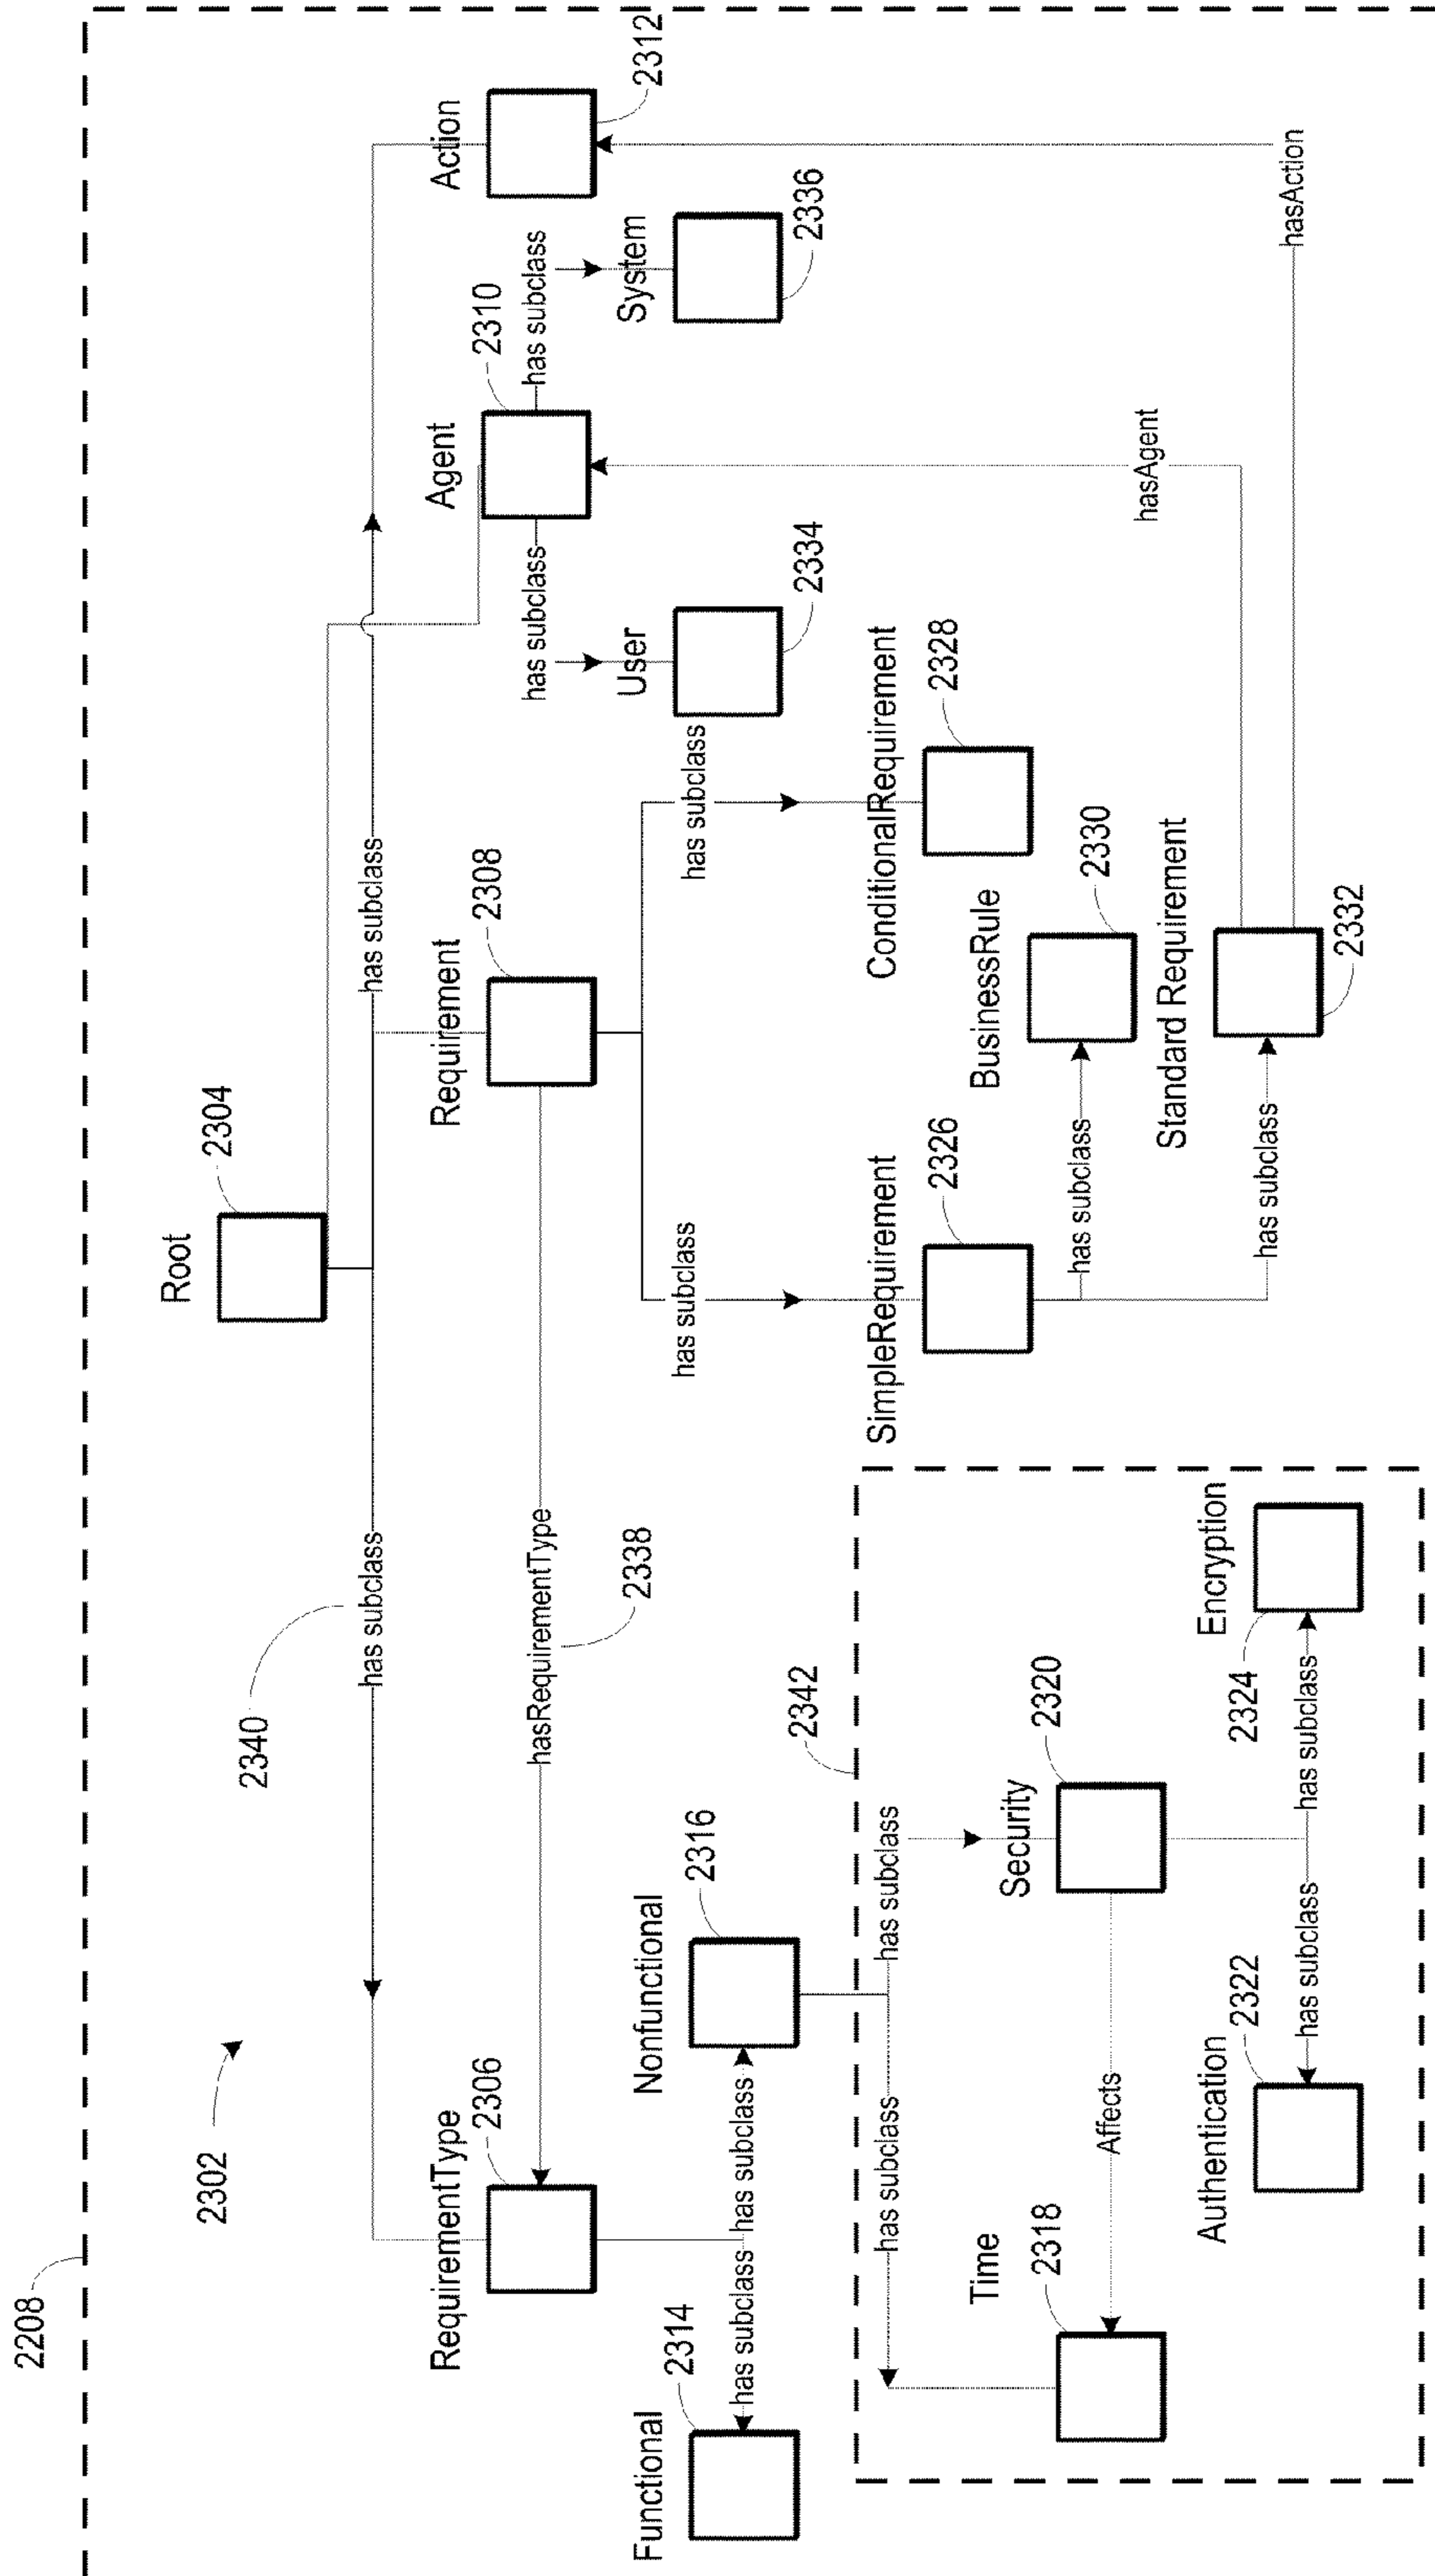 2208
2302
2340
Root
2304
has subclass
has subclass
RequirementType
2306
hasRequirementType
2338
Requirement
2308
Agent
2310
Action
2312
has subclass
has subclass
User
2334
System
2336
Functional
2314
has subclass
has subclass
Nonfunctional
2316
2342
has subclass
has subclass
has subclass
has subclass
SimpleRequirement
2326
ConditionalRequirement
2328
Time
2318
Affects
Security
2320
has subclass
BusinessRule
2330
hasAgent
Authentication
2322
has subclass
has subclass
Encryption
2324
has subclass
Standard Requirement
2332
hasAction